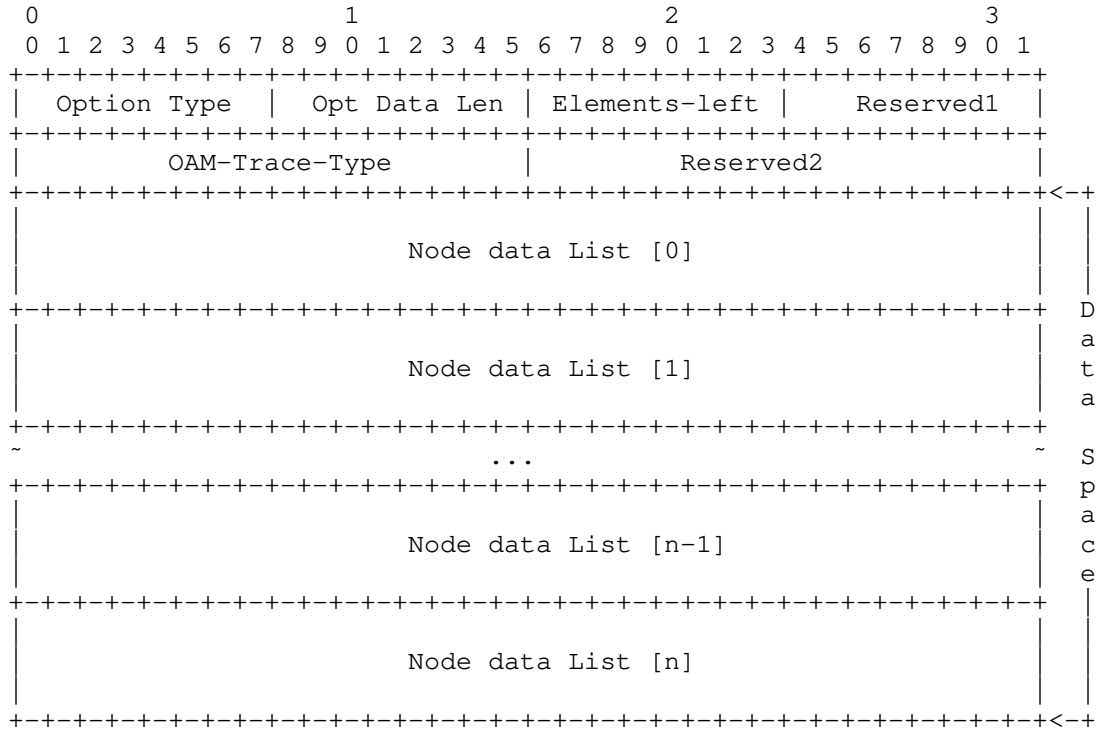 0                   1                   2                   3
 0 1 2 3 4 5 6 7 8 9 0 1 2 3 4 5 6 7 8 9 0 1 2 3 4 5 6 7 8 9 0 1
+-+-+-+-+-+-+-+-+-+-+-+-+-+-+-+-+-+-+-+-+-+-+-+-+-+-+-+-+-+-+-+-+
|  Option Type  |  Opt Data Len | Elements-left |   Reserved1   |
+-+-+-+-+-+-+-+-+-+-+-+-+-+-+-+-+-+-+-+-+-+-+-+-+-+-+-+-+-+-+-+-+
|         OAM-Trace-Type        |         Reserved2             |
+-+-+-+-+-+-+-+-+-+-+-+-+-+-+-+-+-+-+-+-+-+-+-+-+-+-+-+-+-+-+-+-+<-+
|                                                               |  |
|                        Node data List [0]                     |  |
|                                                               |  |
+-+-+-+-+-+-+-+-+-+-+-+-+-+-+-+-+-+-+-+-+-+-+-+-+-+-+-+-+-+-+-+-+  D
|                                                               |  a
|                        Node data List [1]                     |  t
|                                                               |  a
+-+-+-+-+-+-+-+-+-+-+-+-+-+-+-+-+-+-+-+-+-+-+-+-+-+-+-+-+-+-+-+-+
~                             ...                               ~  S
+-+-+-+-+-+-+-+-+-+-+-+-+-+-+-+-+-+-+-+-+-+-+-+-+-+-+-+-+-+-+-+-+  p
|                                                               |  a
|                        Node data List [n-1]                   |  c
|                                                               |  e
+-+-+-+-+-+-+-+-+-+-+-+-+-+-+-+-+-+-+-+-+-+-+-+-+-+-+-+-+-+-+-+-+  |
|                                                               |  |
|                        Node data List [n]                     |  |
|                                                               |  |
+-+-+-+-+-+-+-+-+-+-+-+-+-+-+-+-+-+-+-+-+-+-+-+-+-+-+-+-+-+-+-+-+<-+